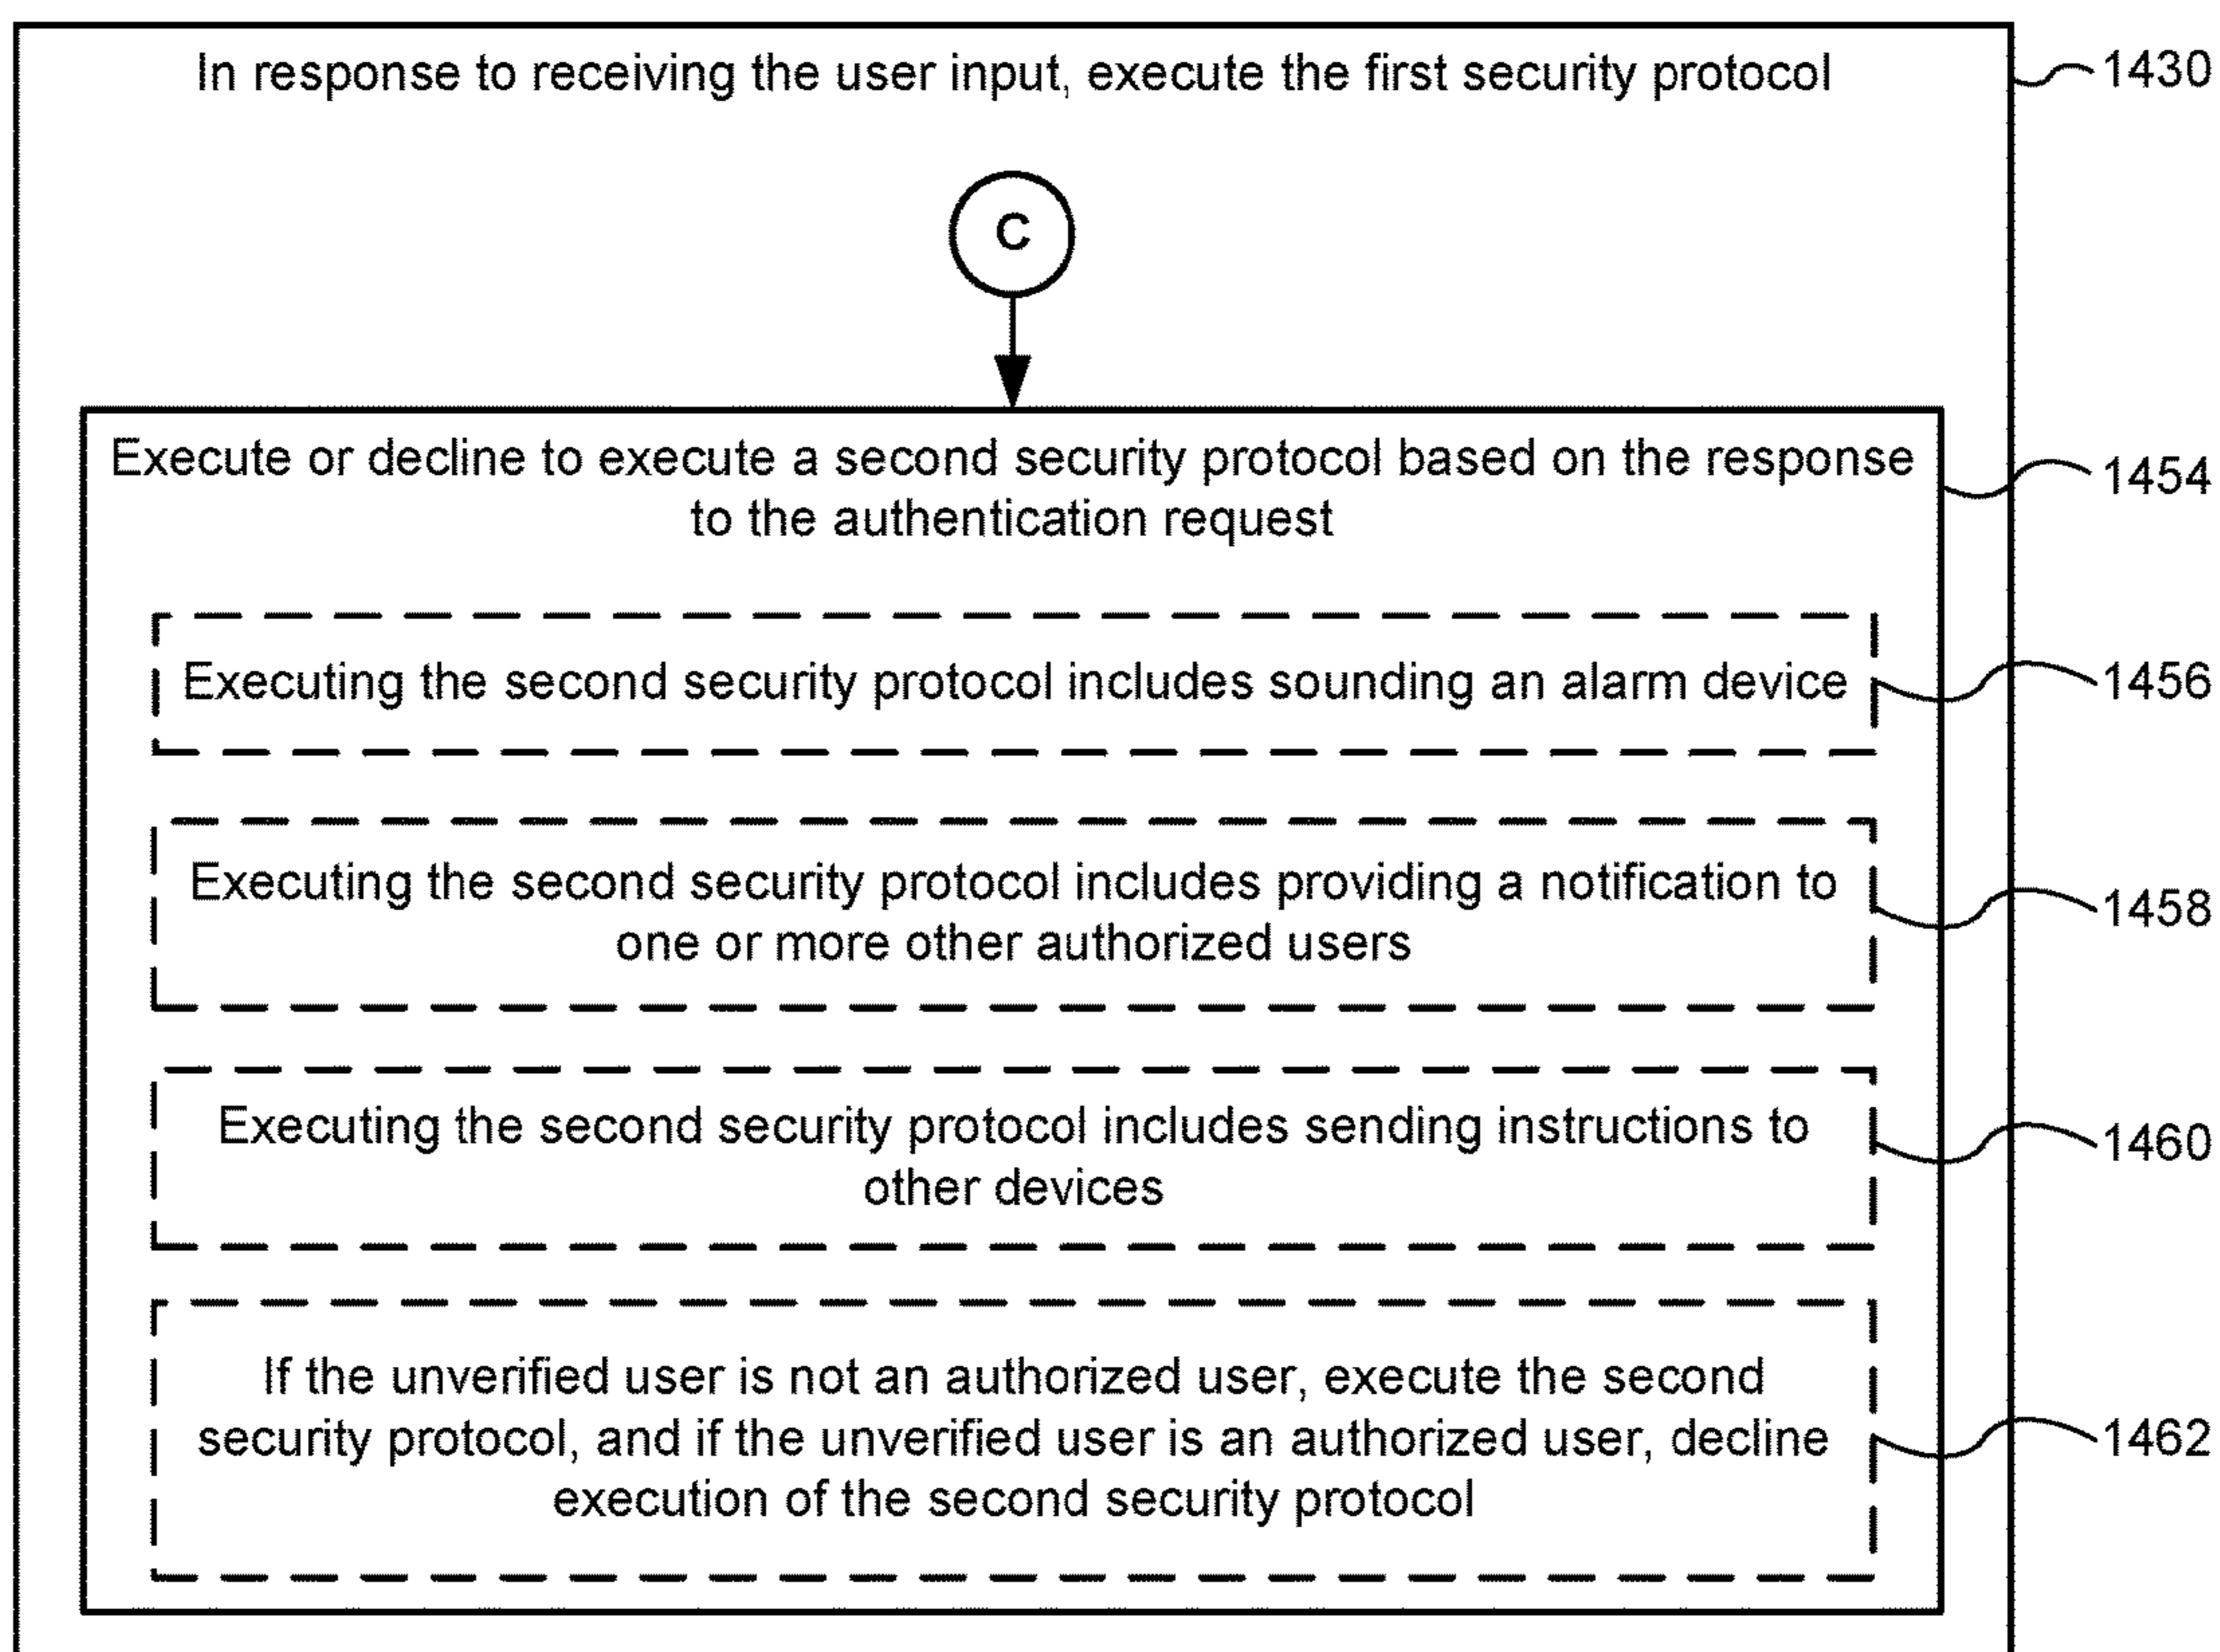 In response to receiving the user input, execute the first security protocol
1430
C
Execute or decline to execute a second security protocol based on the response
to the authentication request
1454
Executing the second security protocol includes sounding an alarm device
1456
Executing the second security protocol includes providing a notification to
one or more other authorized users
1458
Executing the second security protocol includes sending instructions to
other devices
1460
If the unverified user is not an authorized user, execute the second
security protocol, and if the unverified user is an authorized user, decline
execution of the second security protocol
1462